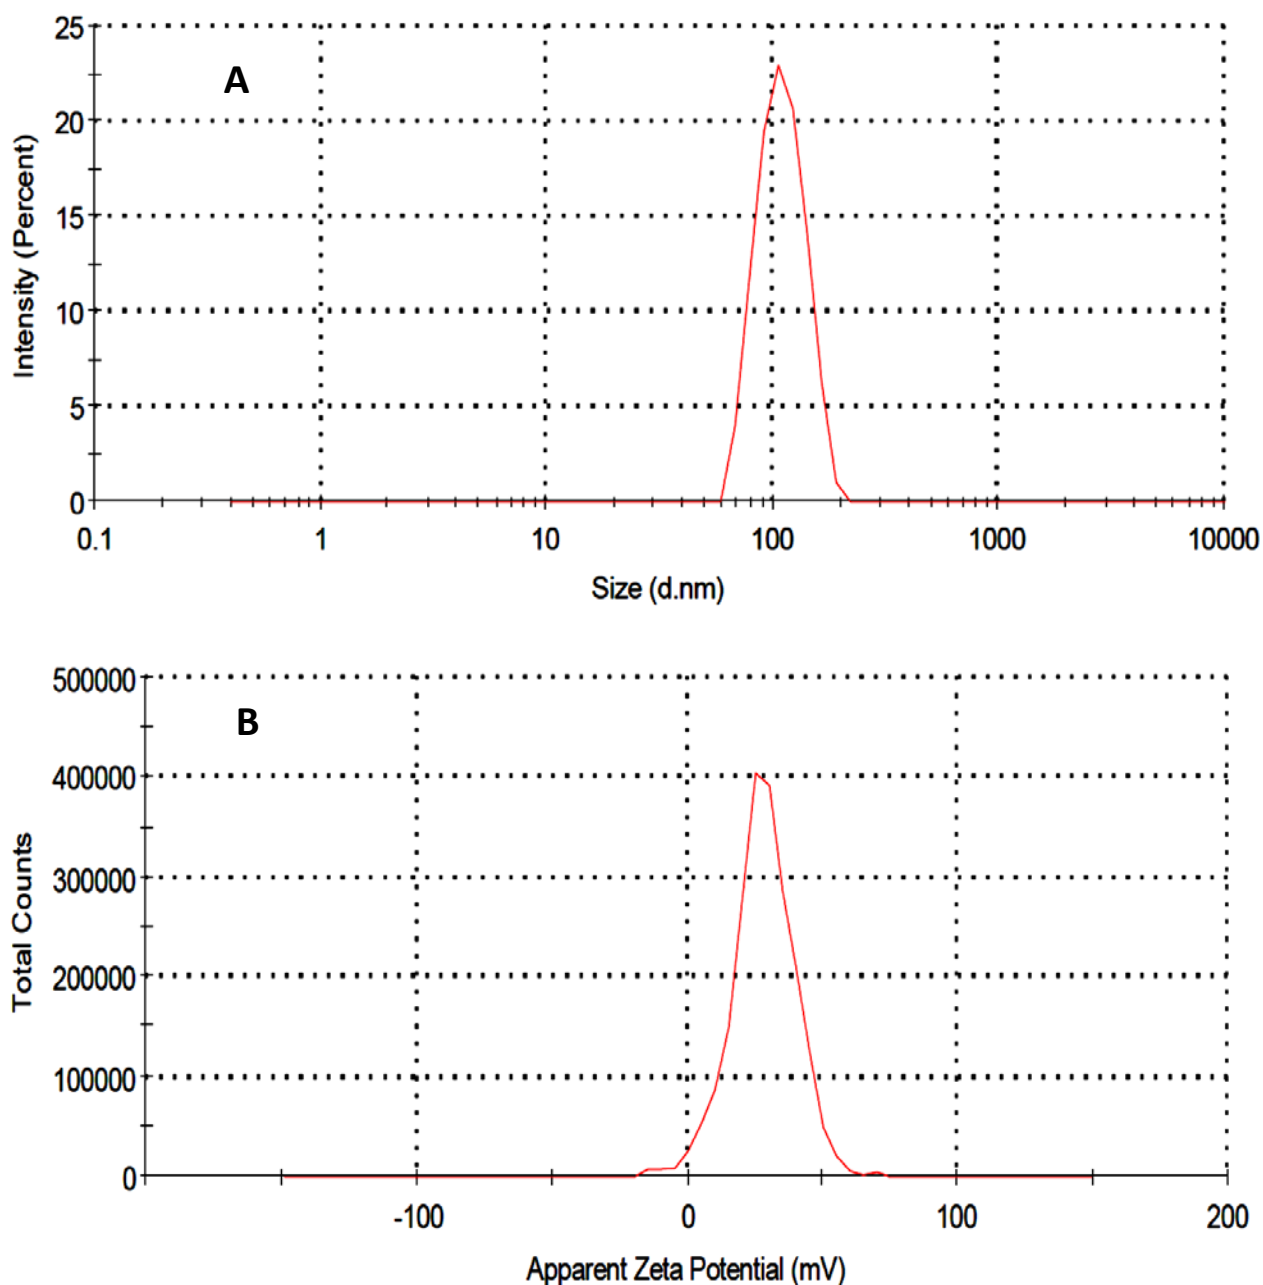 A
25
20
15
10
5
0
Intensity (Percent)
0.1 1 10 100 1000 10000
Size (d.nm)
B
500000
400000
300000
200000
100000
0
Total Counts
-100 0 100 200
Apparent Zeta Potential (mV)